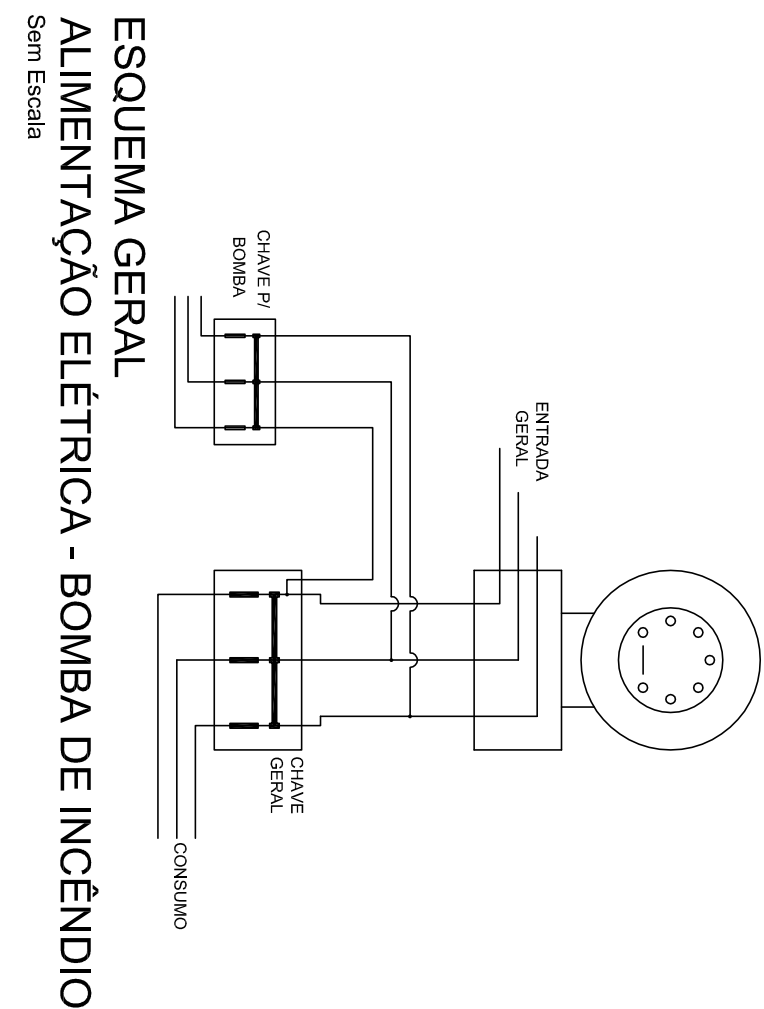 ENTRADA
GERAL
CHAVE P/
BOMBA
CHAVE
GERAL
CONSUMO
ESQUEMA GERAL
ALIMENTAÇÃO ELÉTRICA - BOMBA DE INCÊNDIO
Sem Escala